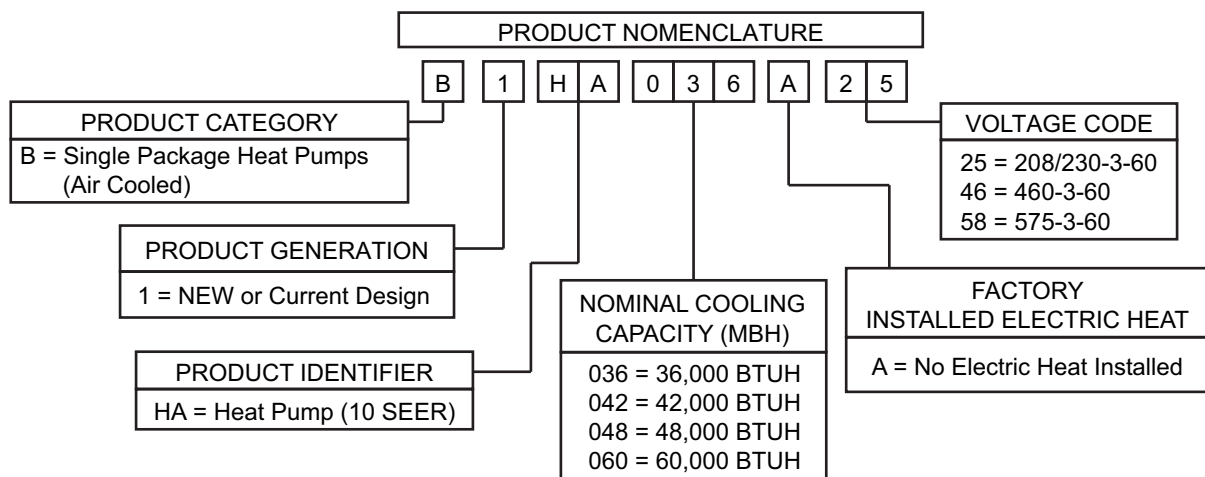 PRODUCT NOMENCLATURE
B 1 H A 0 3 6 A 2 5
PRODUCT CATEGORY
B = Single Package Heat Pumps
(Air Cooled)
PRODUCT GENERATION
1 = NEW or Current Design
PRODUCT IDENTIFIER
HA = Heat Pump (10 SEER)
NOMINAL COOLING
CAPACITY (MBH)
036 = 36,000 BTUH
042 = 42,000 BTUH
048 = 48,000 BTUH
060 = 60,000 BTUH
FACTORY
INSTALLED ELECTRIC HEAT
A = No Electric Heat Installed
VOLTAGE CODE
25 = 208/230-3-60
46 = 460-3-60
58 = 575-3-60